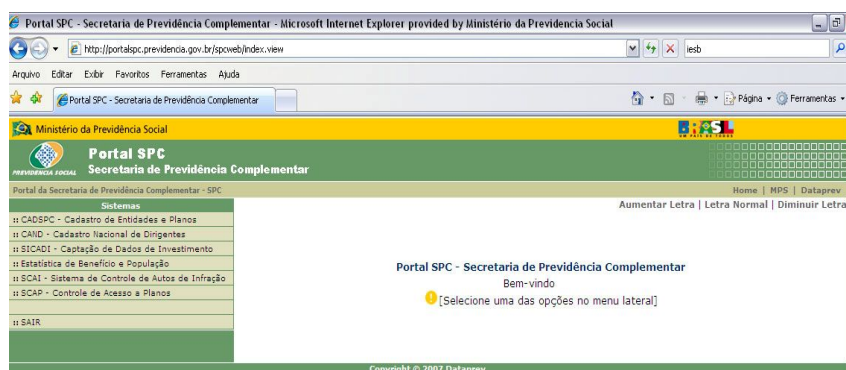 Portal SPC - Secretaria de Previdência Complementar - Microsoft Internet Explorer provided by Ministério da Previdencia Social
http://portalspc.previdencia.gov.br/spcweb/index.view
iesb
Arquivo Editar Exibir Favoritos Ferramentas Ajuda
Portal SPC - Secretaria de Previdência Complementar
Página
Ferramentas
Ministério da Previdência Social
BRASIL
UM PAÍS DE TODOS
PREVIDÊNCIA SOCIAL
Portal SPC
Secretaria de Previdência Complementar
Portal da Secretaria de Previdência Complementar - SPC
Home | MPS | Dataprev
Sistemas
Aumentar Letra | Letra Normal | Diminuir Letra
:: CADSPC - Cadastro de Entidades e Planos
:: CAND - Cadastro Nacional de Dirigentes
:: SICADI - Captação de Dados de Investimento
:: Estatística de Benefício e População
:: SCAI - Sistema de Controle de Autos de Infração
:: SCAP - Controle de Acesso a Planos
:: SAIR
Portal SPC - Secretaria de Previdência Complementar
Bem-vindo
[Selecione uma das opções no menu lateral]
Copyright © 2007 Dataprev